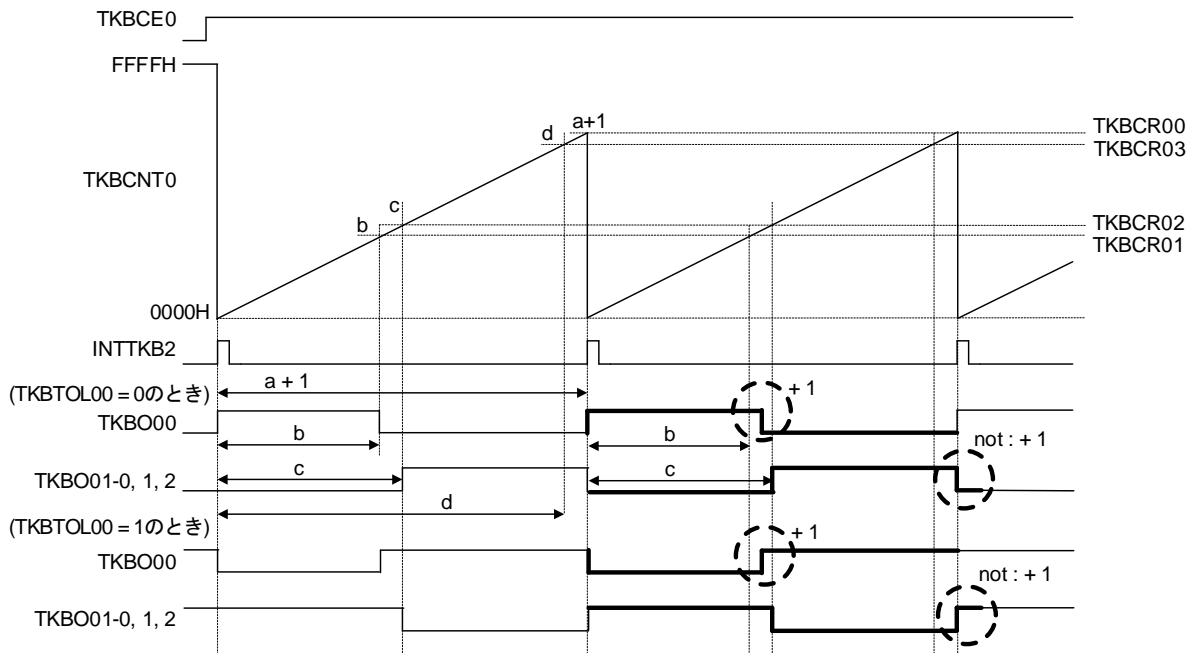 TKBCE0
FFFFH
a+1
TKBCR00
d
TKBCR03
TKBCNT0
c
TKBCR02
b
TKBCR01
0000H
INTTKB2
a + 1
+ 1
(TKBTOL00 = 0のとき)
TKBO00
b
b
not : + 1
c
c
TKBO01-0, 1, 2
d
(TKBTOL00 = 1のとき)
+ 1
TKBO00
not : + 1
TKBO01-0, 1, 2